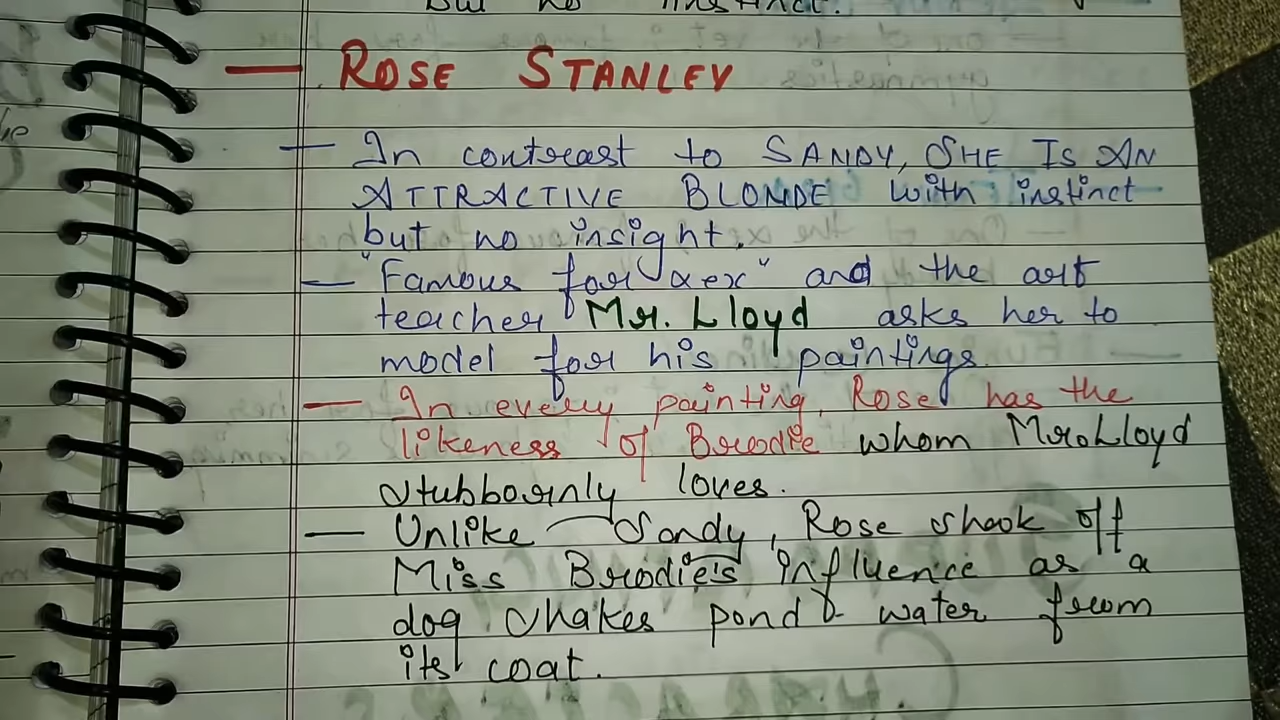 but no instinct.
— ROSE STANLEY
— In contrast to SANDY, SHE IS AN
ATTRACTIVE BLONDE with instinct
but no insight.
— "Famous for sex" and the art
teacher Mr. Lloyd asks her to
model for his paintings
— In every painting, Rose has the
likeness of Brodie whom Mr. Lloyd
stubbornly loves.
— Unlike Sandy, Rose shook off
Miss Brodie's influence as a
dog shakes pond water from
its coat.